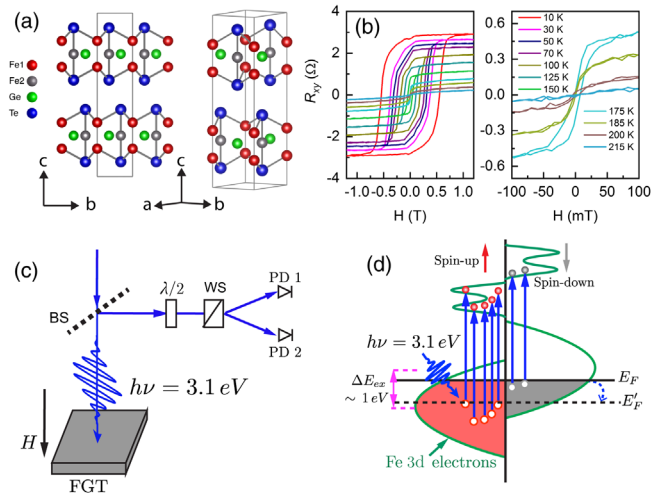 (a)
Fe1
Fe2
Ge
Te
c
b
c
a
b
(b)
R_xy (Ω)
4
2
0
-2
-4
10 K
30 K
50 K
70 K
100 K
125 K
150 K
-1.0 -0.5 0.0 0.5 1.0
H (T)
0.6
0.3
0.0
-0.3
-0.6
175 K
185 K
200 K
215 K
-100 -50 0 50 100
H (mT)
(c)
BS
λ/2
WS
PD 1
PD 2
hν = 3.1 eV
H
FGT
(d)
Spin-up
Spin-down
hν = 3.1 eV
ΔE_ex
~ 1 eV
E_F
E'_F
Fe 3d electrons